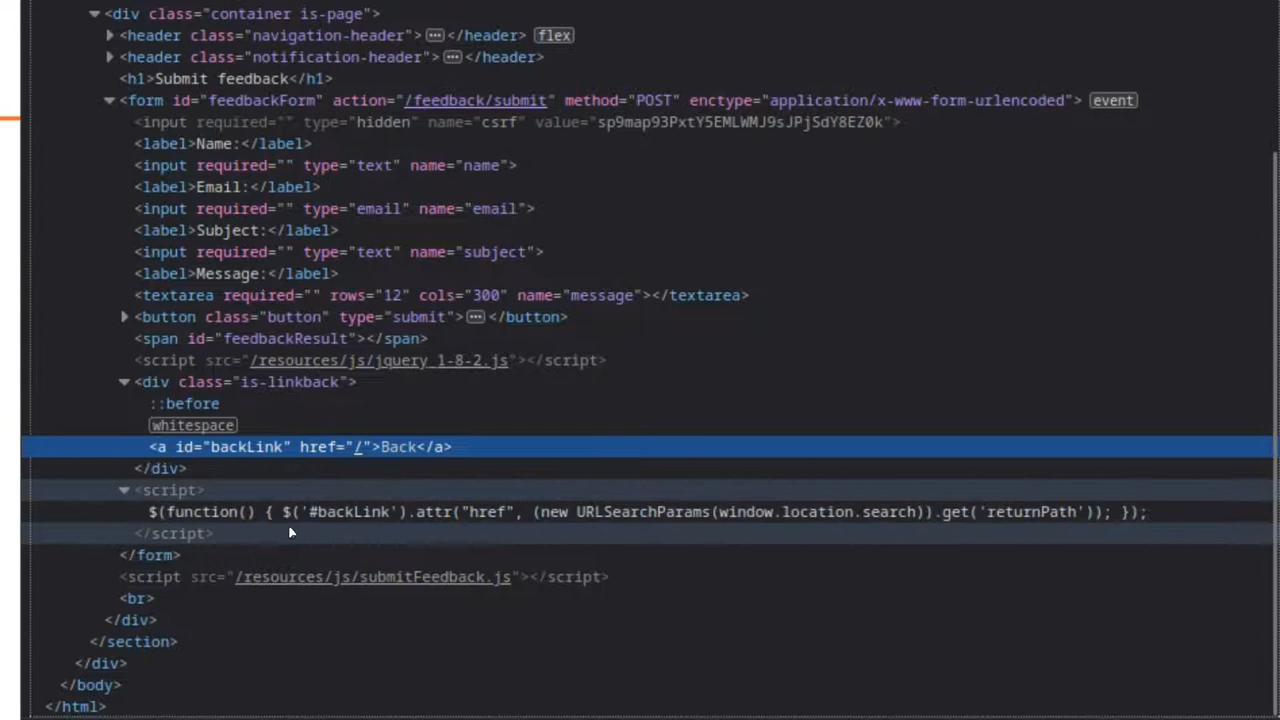 <div class="container is-page">
<header class="navigation-header"> ⋯ </header> flex
<header class="notification-header"> ⋯ </header>
<h1>Submit feedback</h1>
<form id="feedbackForm" action="/feedback/submit" method="POST" enctype="application/x-www-form-urlencoded"> event
<input required="" type="hidden" name="csrf" value="sp9map93PxtY5EMLWMJ9sJPjSdY8EZ0k">
<label>Name:</label>
<input required="" type="text" name="name">
<label>Email:</label>
<input required="" type="email" name="email">
<label>Subject:</label>
<input required="" type="text" name="subject">
<label>Message:</label>
<textarea required="" rows="12" cols="300" name="message"></textarea>
<button class="button" type="submit"> ⋯ </button>
<span id="feedbackResult"></span>
<script src="/resources/js/jquery_1-8-2.js"></script>
<div class="is-linkback">
::before
whitespace
<a id="backLink" href="/">Back</a>
</div>
<script>
$(function() { $('#backLink').attr("href", (new URLSearchParams(window.location.search)).get('returnPath')); });
</script>
</form>
<script src="/resources/js/submitFeedback.js"></script>
<br>
</div>
</section>
</div>
</body>
</html>